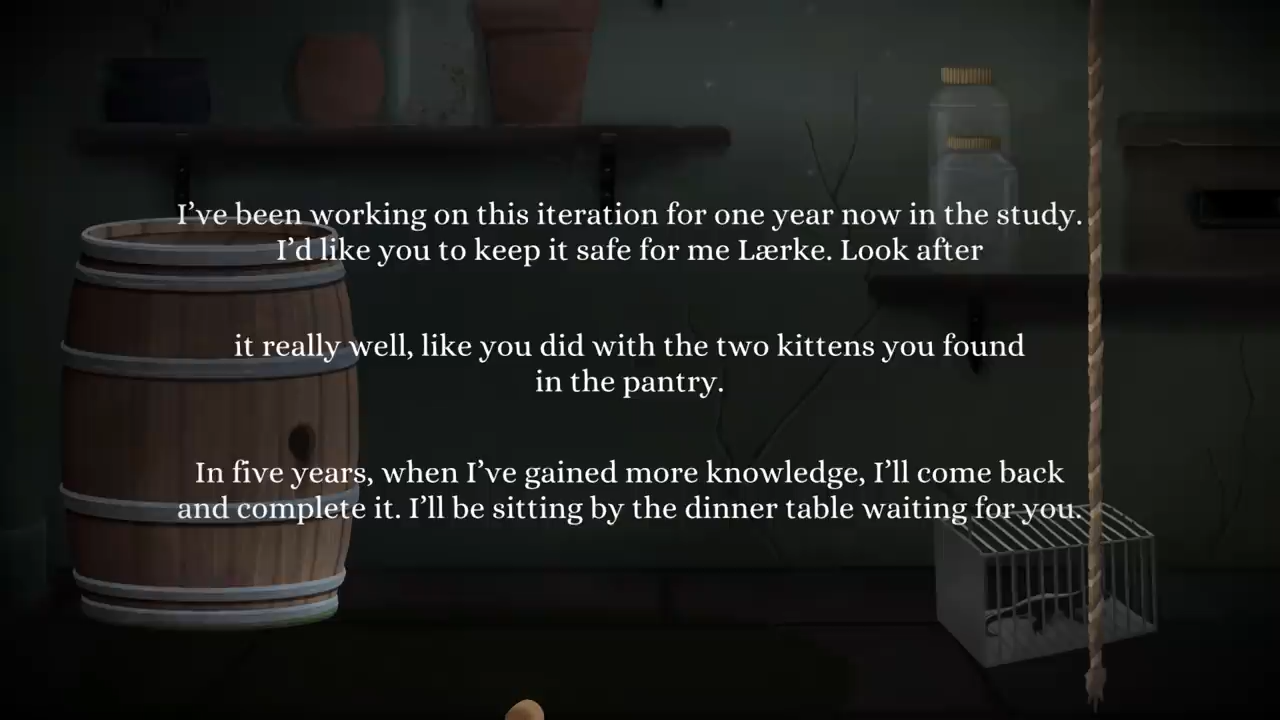 I’ve been working on this iteration for one year now in the study.
I’d like you to keep it safe for me Lærke. Look after
it really well, like you did with the two kittens you found
in the pantry.
In five years, when I’ve gained more knowledge, I’ll come back
and complete it. I’ll be sitting by the dinner table waiting for you.